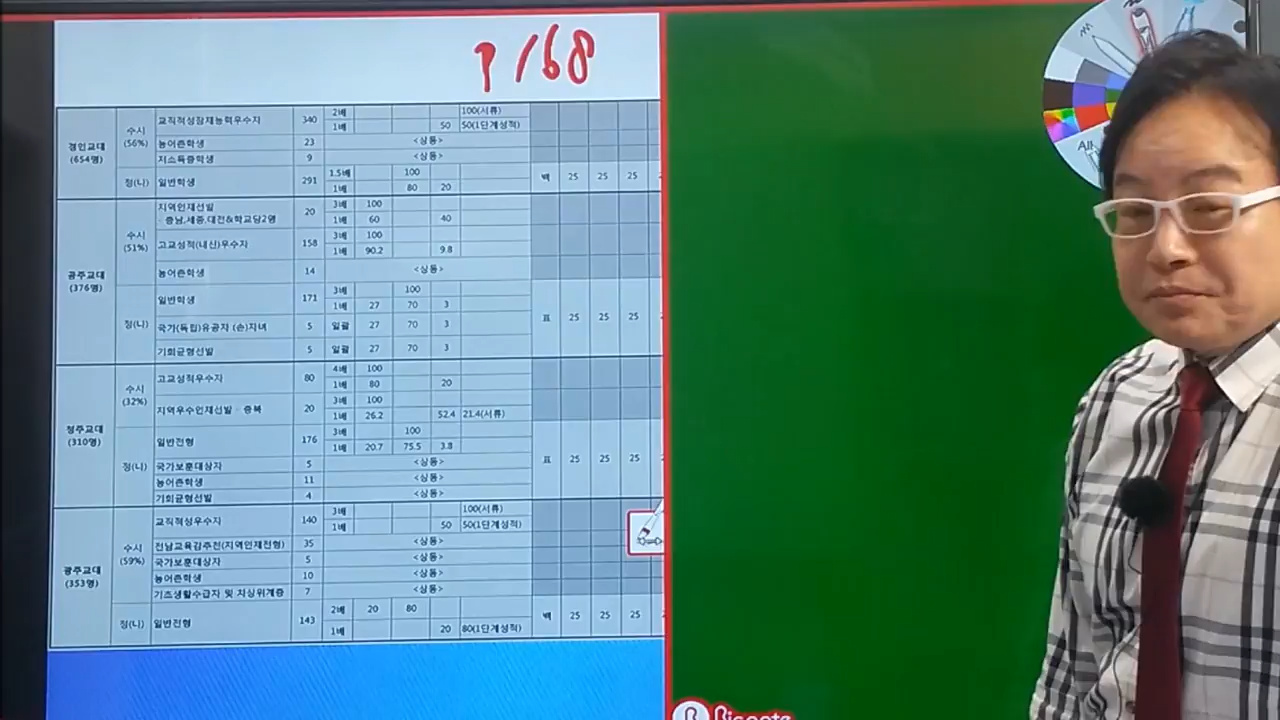 P 168
교직적성잠재능력우수자 340 2배 100(서류)
1배 50 50(1단계성적)
수시 (56%)
농어촌학생 23 <상동>
경인교대 (654명)
저소득층학생 9 <상동>
정(나) 일반학생 291 1.5배 100 백 25 25 25
1배 80 20
지역인재선발 20 3배 100
- 충남,세종,대전&학교당2명 1배 60 40
수시 (51%)
고교성적(내신)우수자 158 3배 100
1배 90.2 9.8
공주교대 (376명)
농어촌학생 14 <상동>
일반학생 171 3배 100
1배 27 70 3 표 25 25 25
정(나) 국가(독립)유공자 (손)자녀 5 일괄 27 70 3
기회균형선발 5 일괄 27 70 3
고교성적우수자 80 4배 100
1배 80 20
수시 (32%)
지역우수인재선발 - 충북 20 3배 100
1배 26.2 52.4 21.4(서류)
청주교대 (310명)
일반전형 176 3배 100
1배 20.7 75.5 3.8
정(나) 국가보훈대상자 5 <상동> 표 25 25 25
농어촌학생 11 <상동>
기회균형선발 4 <상동>
교직적성우수자 140 3배 100(서류)
1배 50 50(1단계성적)
수시 (59%)
전남교육감추천(지역인재전형) 35 <상동>
국가보훈대상자 5 <상동>
광주교대 (353명)
농어촌학생 10 <상동>
기초생활수급자 및 차상위계층 7 <상동>
정(나) 일반전형 143 2배 20 80 백 25 25 25
1배 20 80(1단계성적)